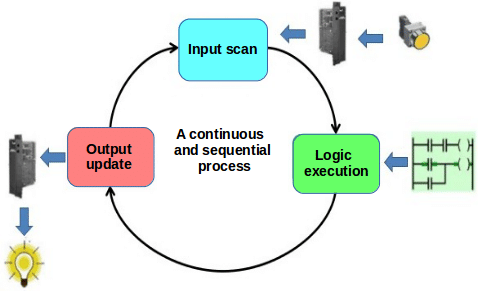 Input scan
A continuous
and sequential
process
Logic
execution
Output
update